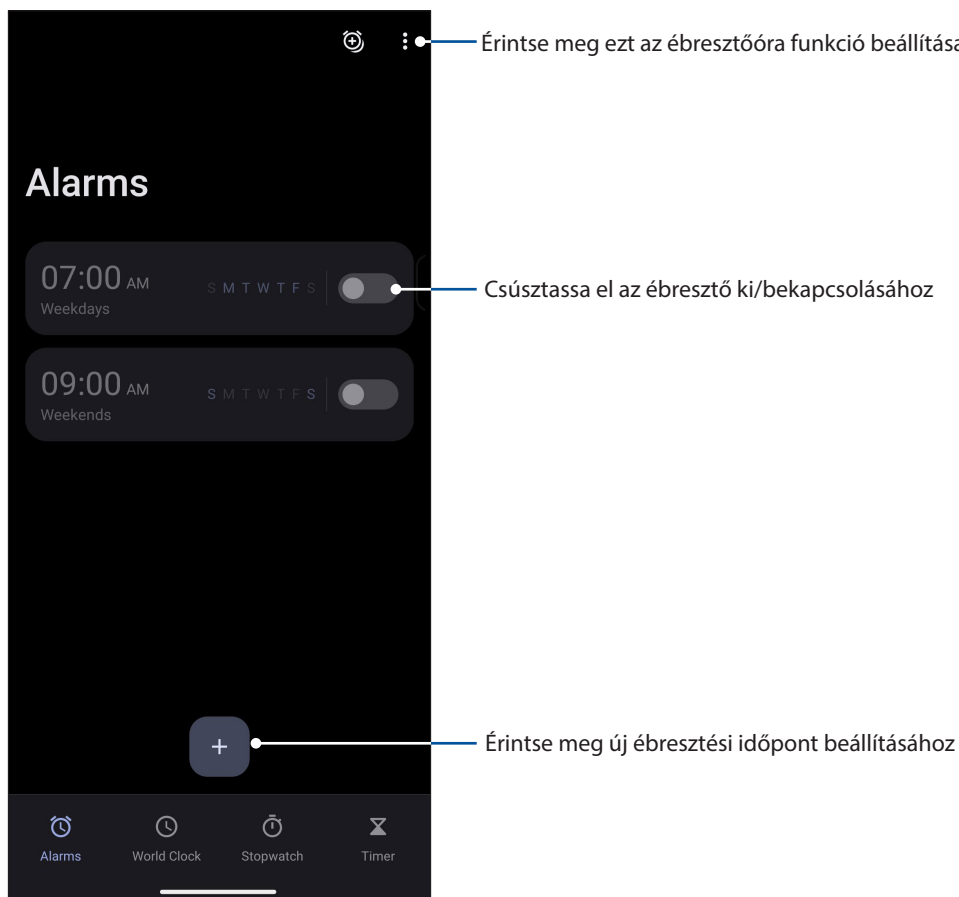 Érintse meg ezt az ébresztőóra funkció
Alarms
07:00 AM
Weekdays
S M T W T F S
Csúsztassa el az ébresztő ki/bekapcsolásához
09:00 AM
Weekends
S M T W T F S
+
Érintse meg új ébresztési időpont beállításához
Alarms
World Clock
Stopwatch
Timer